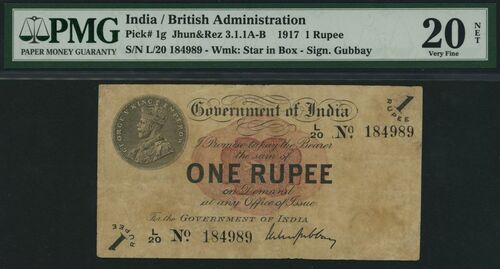 PMG
PAPER MONEY GUARANTY
India / British Administration
Pick# 1g Jhun&Rez 3.1.1A-B 1917 1 Rupee
S/N L/20 184989 - Wmk: Star in Box - Sign. Gubbay
20 NET
Very Fine
GEORGE V KING EMPEROR
Government of India
1
RUPEE
L/20 No. 184989
I Promise to pay the Bearer
the sum of
ONE RUPEE
on Demand
at any Office of Issue
For the GOVERNMENT OF INDIA
1
RUPEE
L/20 No. 184989